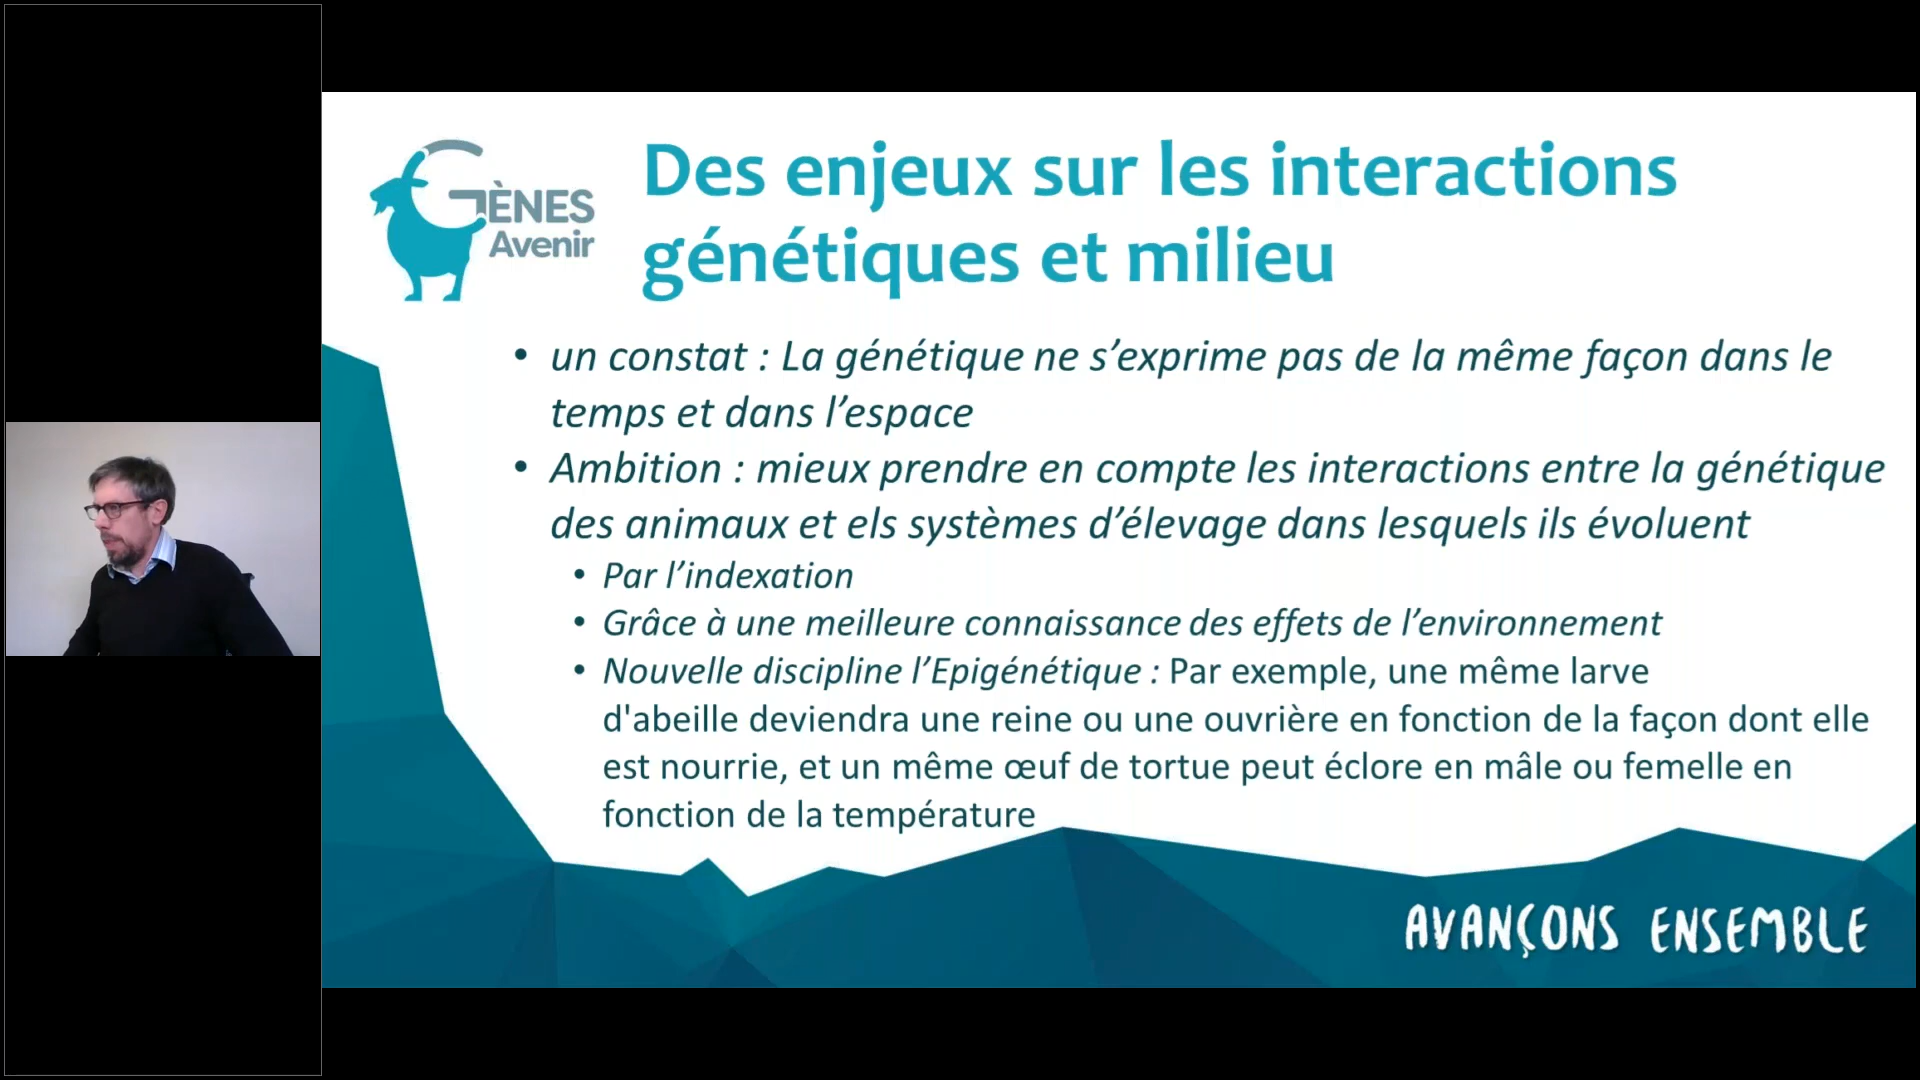 GÈNES
Avenir
Des enjeux sur les interactions
génétiques et milieu
• un constat : La génétique ne s’exprime pas de la même façon dans le
temps et dans l’espace
• Ambition : mieux prendre en compte les interactions entre la génétique
des animaux et els systèmes d’élevage dans lesquels ils évoluent
• Par l’indexation
• Grâce à une meilleure connaissance des effets de l’environnement
• Nouvelle discipline l’Epigénétique : Par exemple, une même larve
d'abeille deviendra une reine ou une ouvrière en fonction de la façon dont elle
est nourrie, et un même œuf de tortue peut éclore en mâle ou femelle en
fonction de la température
AVANÇONS ENSEMBLE